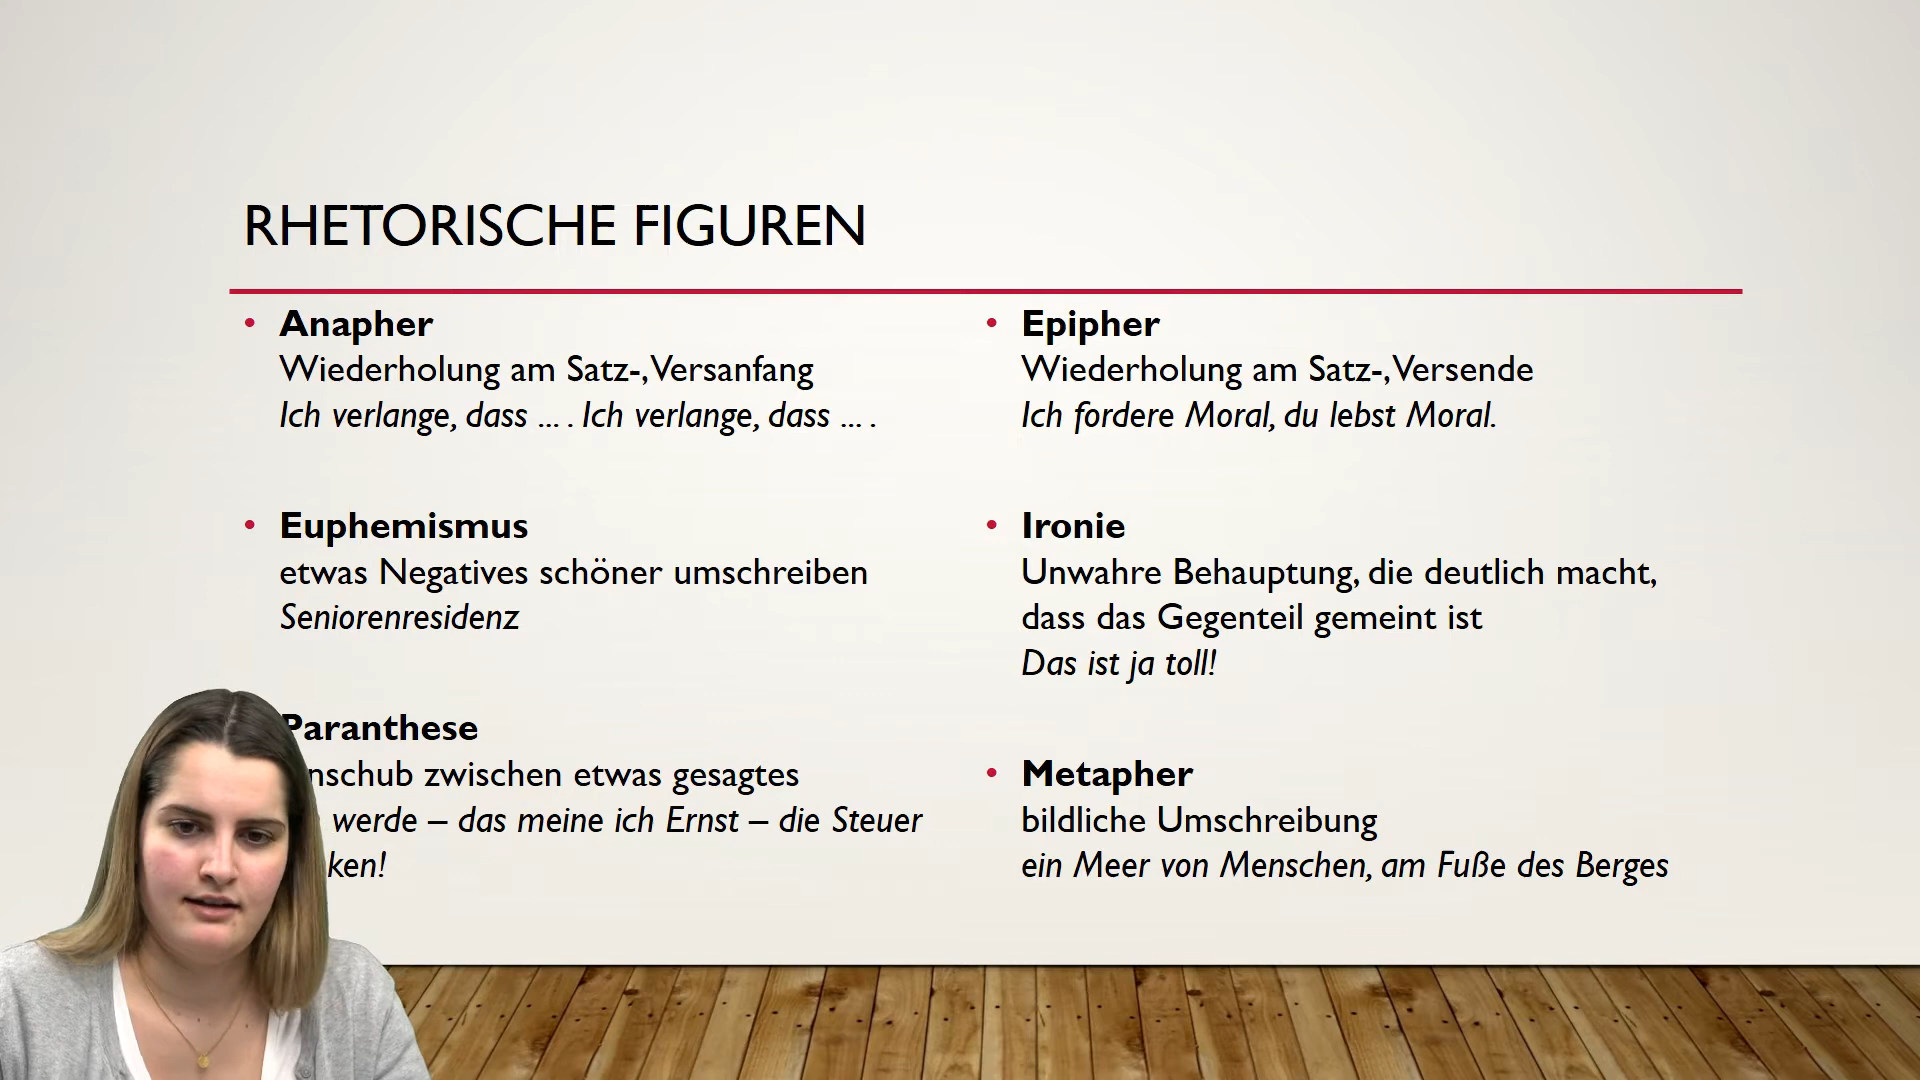 RHETORISCHE FIGUREN
Anapher
Wiederholung am Satz-, Versanfang
Ich verlange, dass ... . Ich verlange, dass ... .
Euphemismus
etwas Negatives schöner umschreiben
Seniorenresidenz
Paranthese
zwischen etwas gesagtes
werde – das meine ich Ernst – die Steuer
Epipher
Wiederholung am Satz-, Versende
Ich fordere Moral, du lebst Moral.
Ironie
Unwahre Behauptung, die deutlich macht,
dass das Gegenteil gemeint ist
Das ist ja toll!
Metapher
bildliche Umschreibung
ein Meer von Menschen, am Fuße des Berges